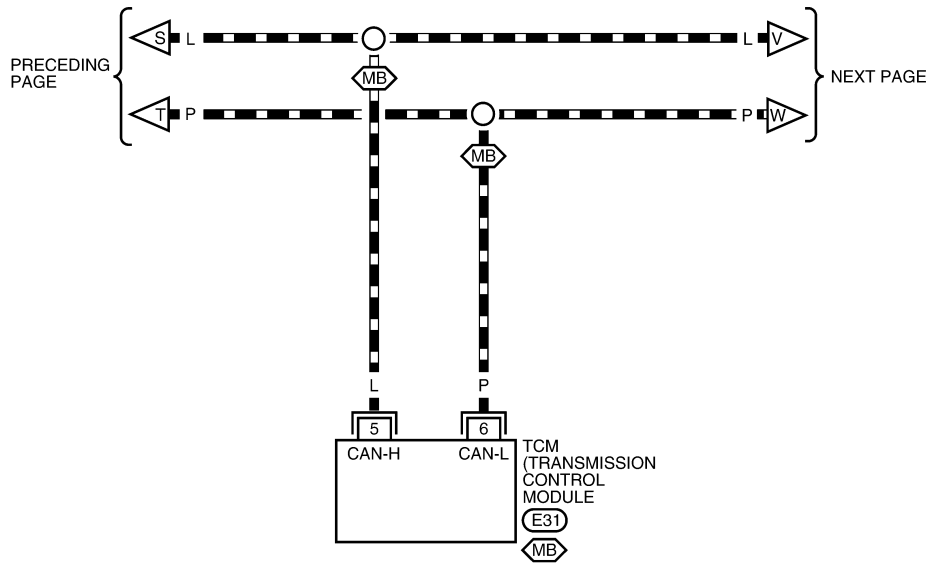 S L L V
PRECEDING
PAGE
MB
NEXT PAGE
T P P W
MB
L P
5 6
CAN-H CAN-L
TCM
(TRANSMISSION
CONTROL
MODULE
E31
MB